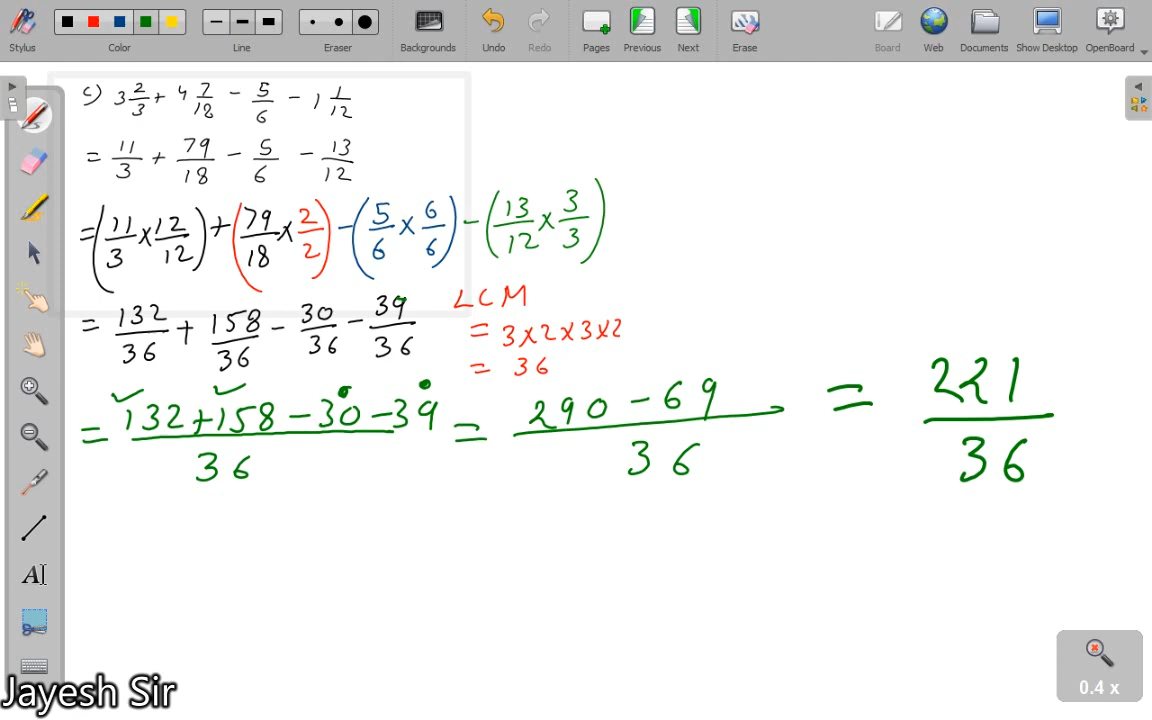 Stylus Color Line Eraser Backgrounds Undo Redo Pages Previous Next Erase Board Web Documents Show Desktop OpenBoard
c) 3 2/3 + 4 7/18 - 5/6 - 1 1/12
= 11/3 + 79/18 - 5/6 - 13/12
= (11/3 × 12/12) + (79/18 × 2/2) - (5/6 × 6/6) - (13/12 × 3/3)
= 132/36 + 158/36 - 30/36 - 39/36
LCM
= 3×2×3×2
= 36
= 132+158-30-39/36 = 290-69/36 = 221/36
Jayesh Sir
0.4 x